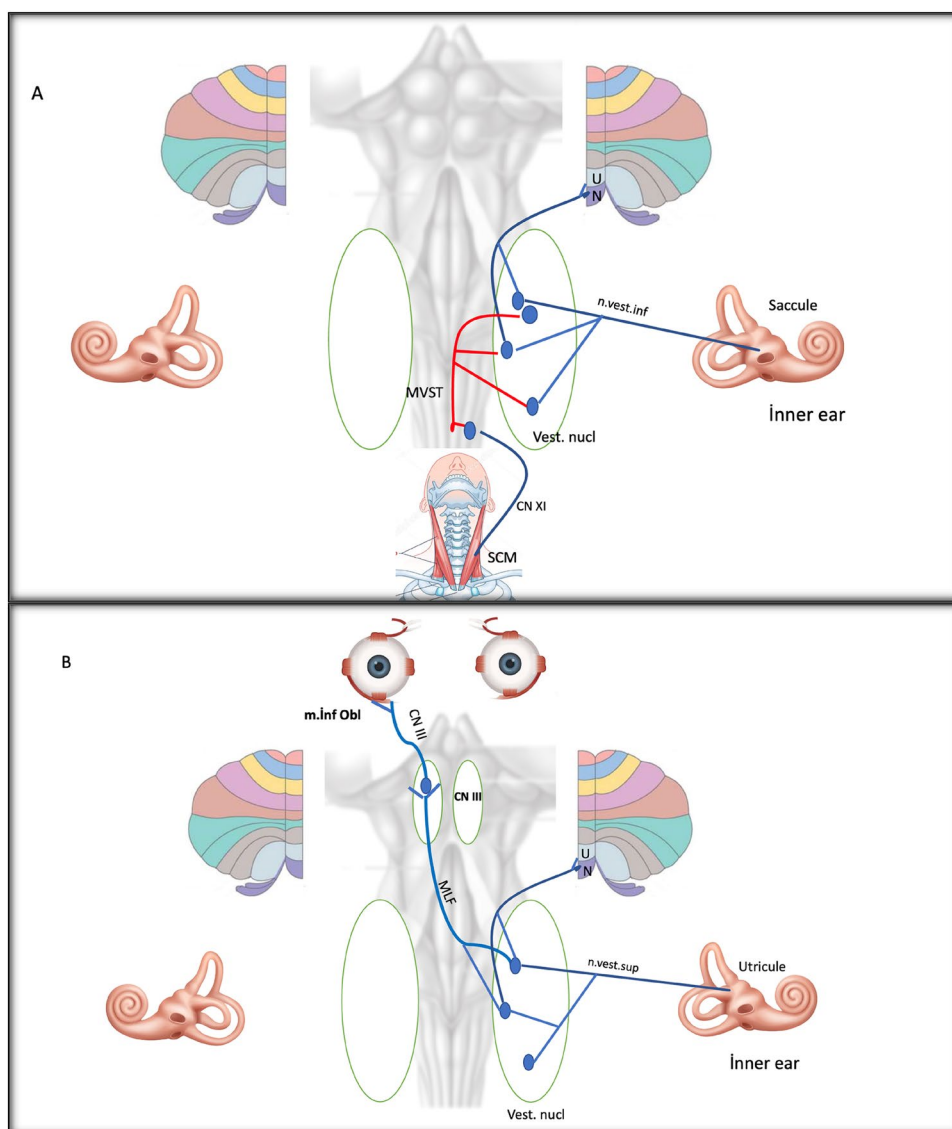 A
U
N
n.vest.inf
Saccule
MVST
İnner ear
Vest. nucl
CN XI
SCM
B
m.İnf Obl
CN III
CN III
U
N
MLF
n.vest.sup
Utricule
İnner ear
Vest. nucl